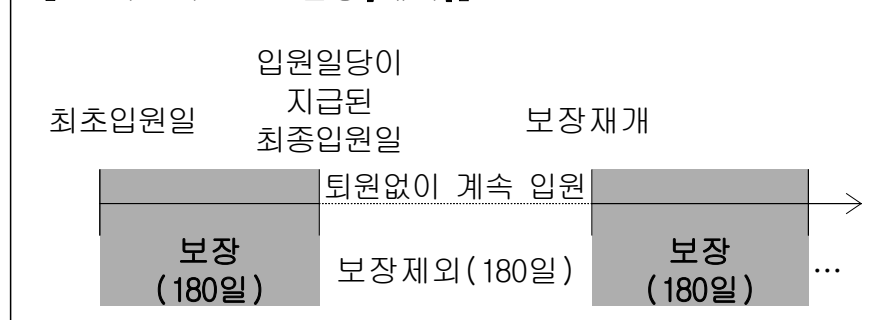 최초입원일
입원일당이
지급된
최종입원일
보장재개
퇴원없이 계속 입원
보장
(180일)
보장제외(180일)
보장
(180일)
…